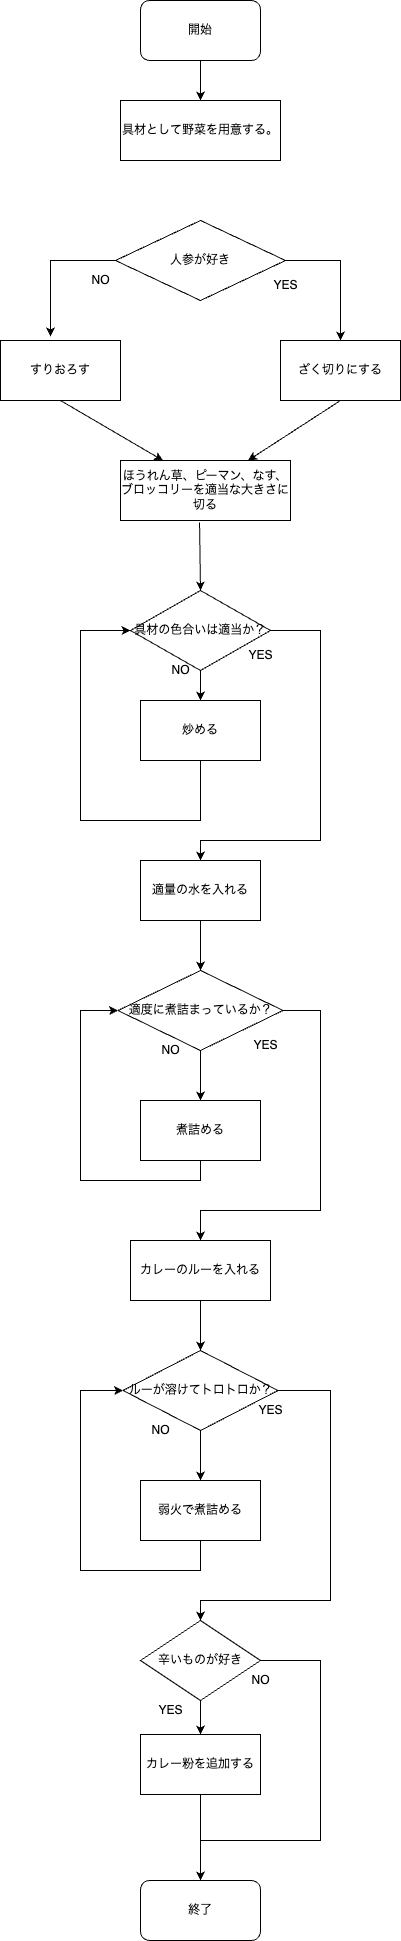 開始
具材として野菜を用意する。
人参が好き
NO
YES
すりおろす
ざく切りにする
ほうれん草、ピーマン、なす、
ブロッコリーを適当な大きさに
切る
具材の色合いは適当か？
YES
NO
炒める
適量の水を入れる
適度に煮詰まっているか？
NO
YES
煮詰める
カレーのルーを入れる
ルーが溶けてトロトロか？
YES
NO
弱火で煮詰める
辛いものが好き
NO
YES
カレー粉を追加する
終了